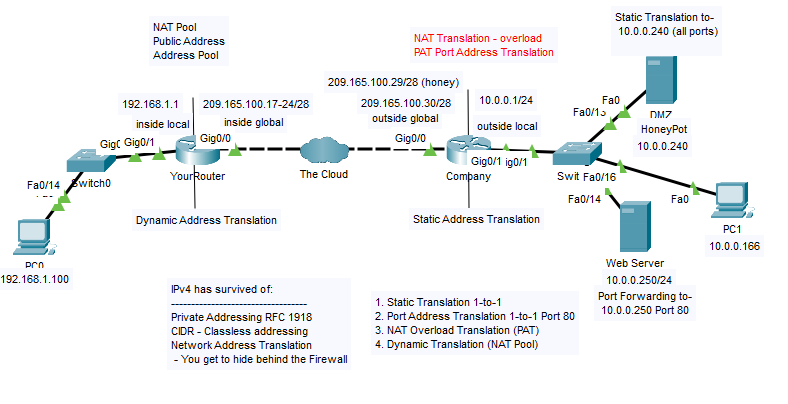 NAT Pool
Public Address
Address Pool
NAT Translation - overload
PAT Port Address Translation
Static Translation to-
10.0.0.240 (all ports)
209.165.100.29/28 (honey)
192.168.1.1
inside local
209.165.100.17-24/28
inside global
209.165.100.30/28
outside global
10.0.0.1/24
outside local
Fa0
Fa0/15
DMZ
HoneyPot
10.0.0.240
Gig0/1
Gig0/0
Gig0/0
Gig0/1
ig0/1
Switch0
YourRouter
The Cloud
Company
Swit
Fa0/16
Fa0/14
Fa0/14
Fa0
PC1
10.0.0.166
Dynamic Address Translation
Static Address Translation
PC0
192.168.1.100
Web Server
10.0.0.250/24
Port Forwarding to-
10.0.0.250 Port 80
IPv4 has survived of:
----------------------------------
Private Addressing RFC 1918
CIDR - Classless addressing
Network Address Translation
- You get to hide behind the Firewall
1. Static Translation 1-to-1
2. Port Address Translation 1-to-1 Port 80
3. NAT Overload Translation (PAT)
4. Dynamic Translation (NAT Pool)